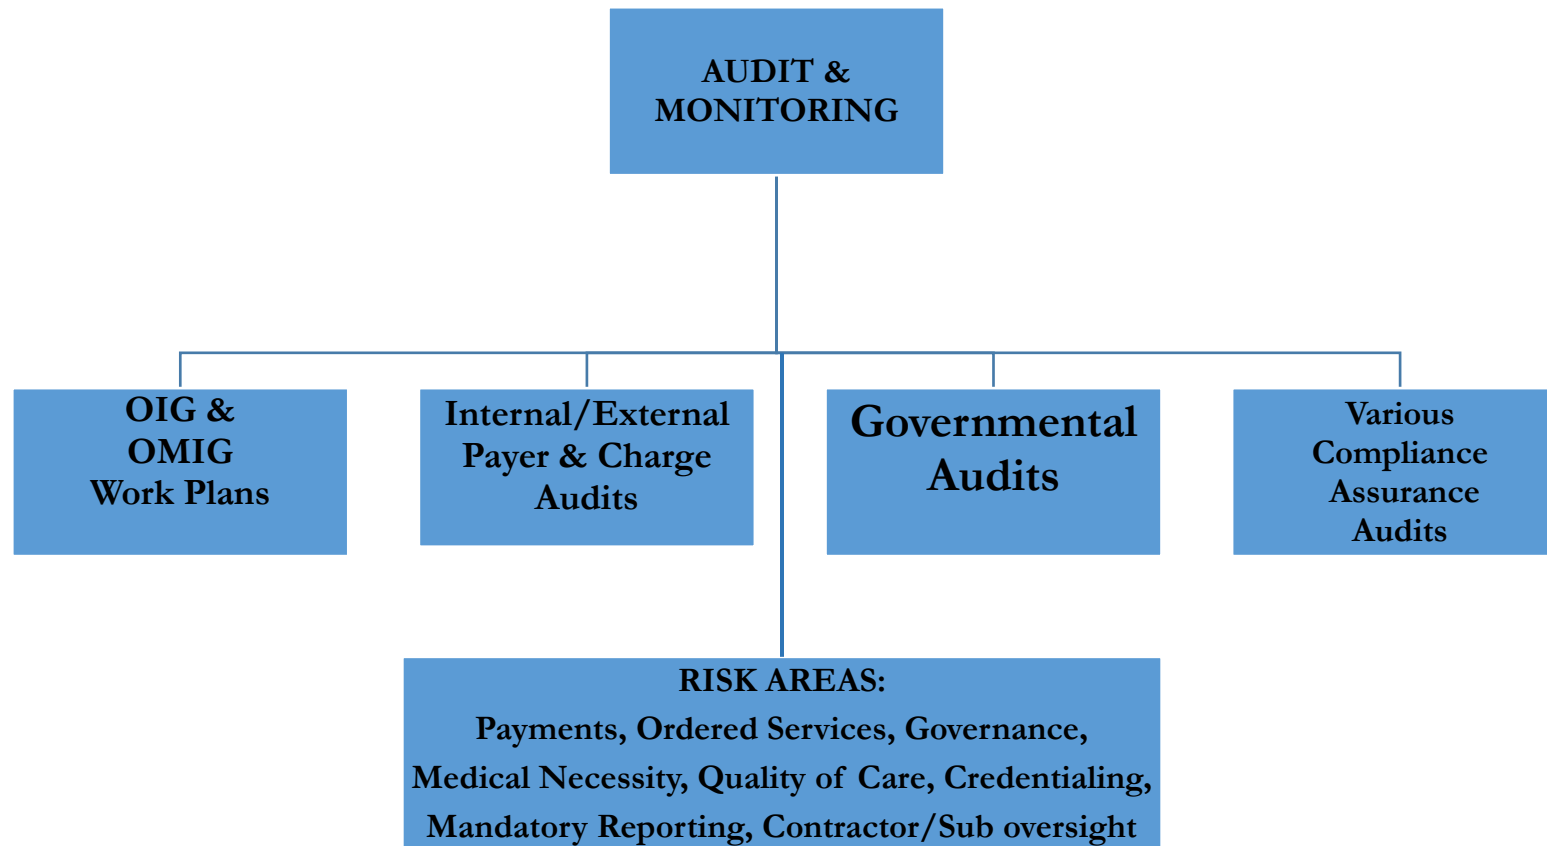 AUDIT &
MONITORING
OIG &
OMIG
Work Plans
Internal/External
Payer & Charge
Audits
Governmental
Audits
Various
Compliance
Assurance
Audits
RISK AREAS:
Payments, Ordered Services, Governance,
Medical Necessity, Quality of Care, Credentialing,
Mandatory Reporting, Contractor/Sub oversight